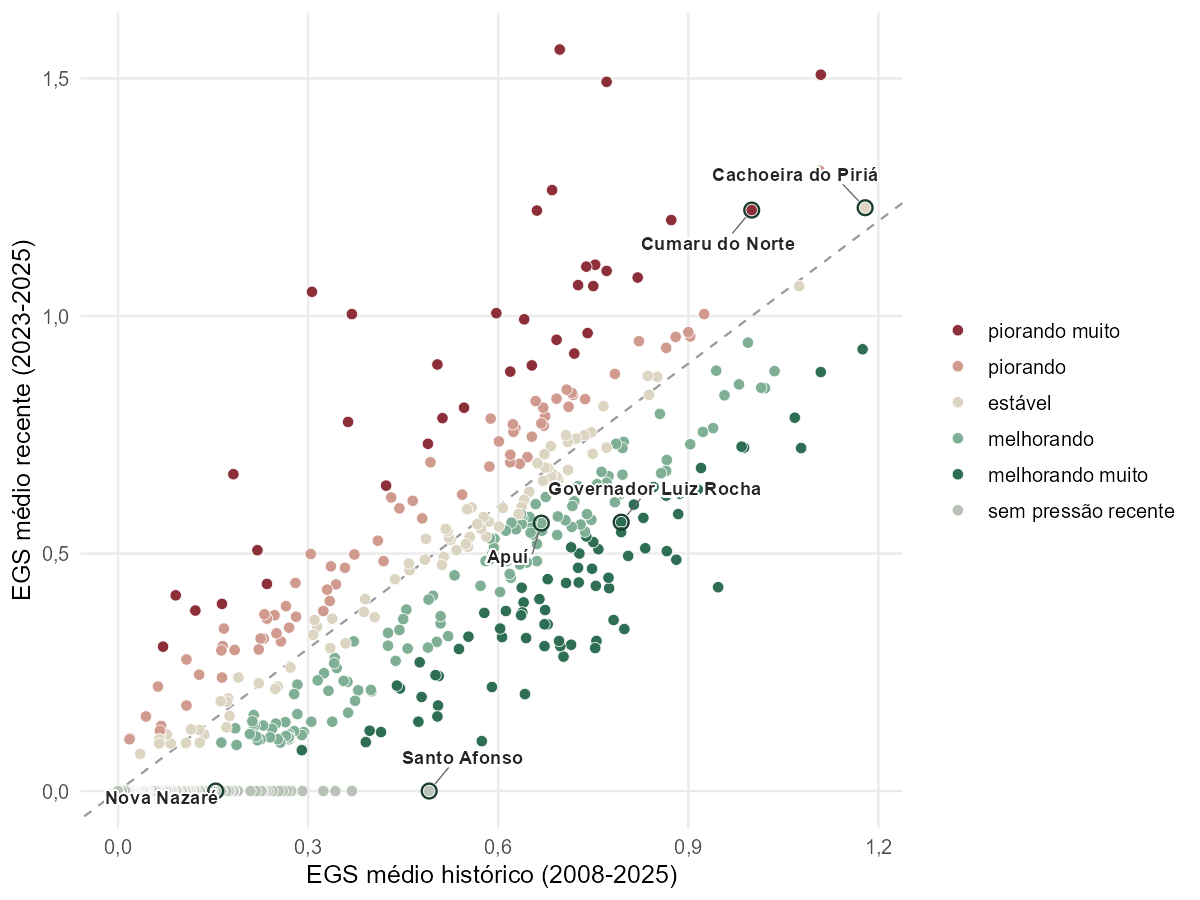 1,5
1,0
0,5
0,0
0,0
0,3
0,6
0,9
1,2
EGS médio recente (2023-2025)
EGS médio histórico (2008-2025)
Cachoeira do Piriá
Cumaru do Norte
Governador Luiz Rocha
Apuí
Santo Afonso
Nova Nazaré
piorando muito
piorando
estável
melhorando
melhorando muito
sem pressão recente